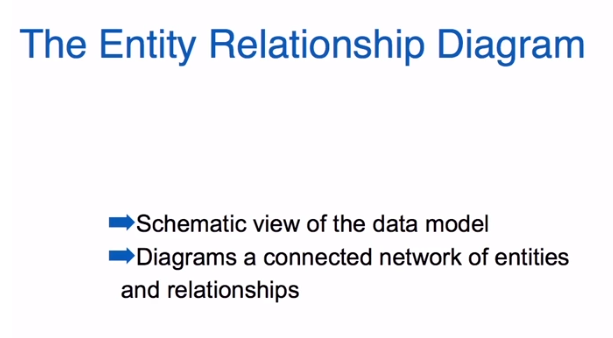 The Entity Relationship Diagram
➡Schematic view of the data model
➡Diagrams a connected network of entities
and relationships